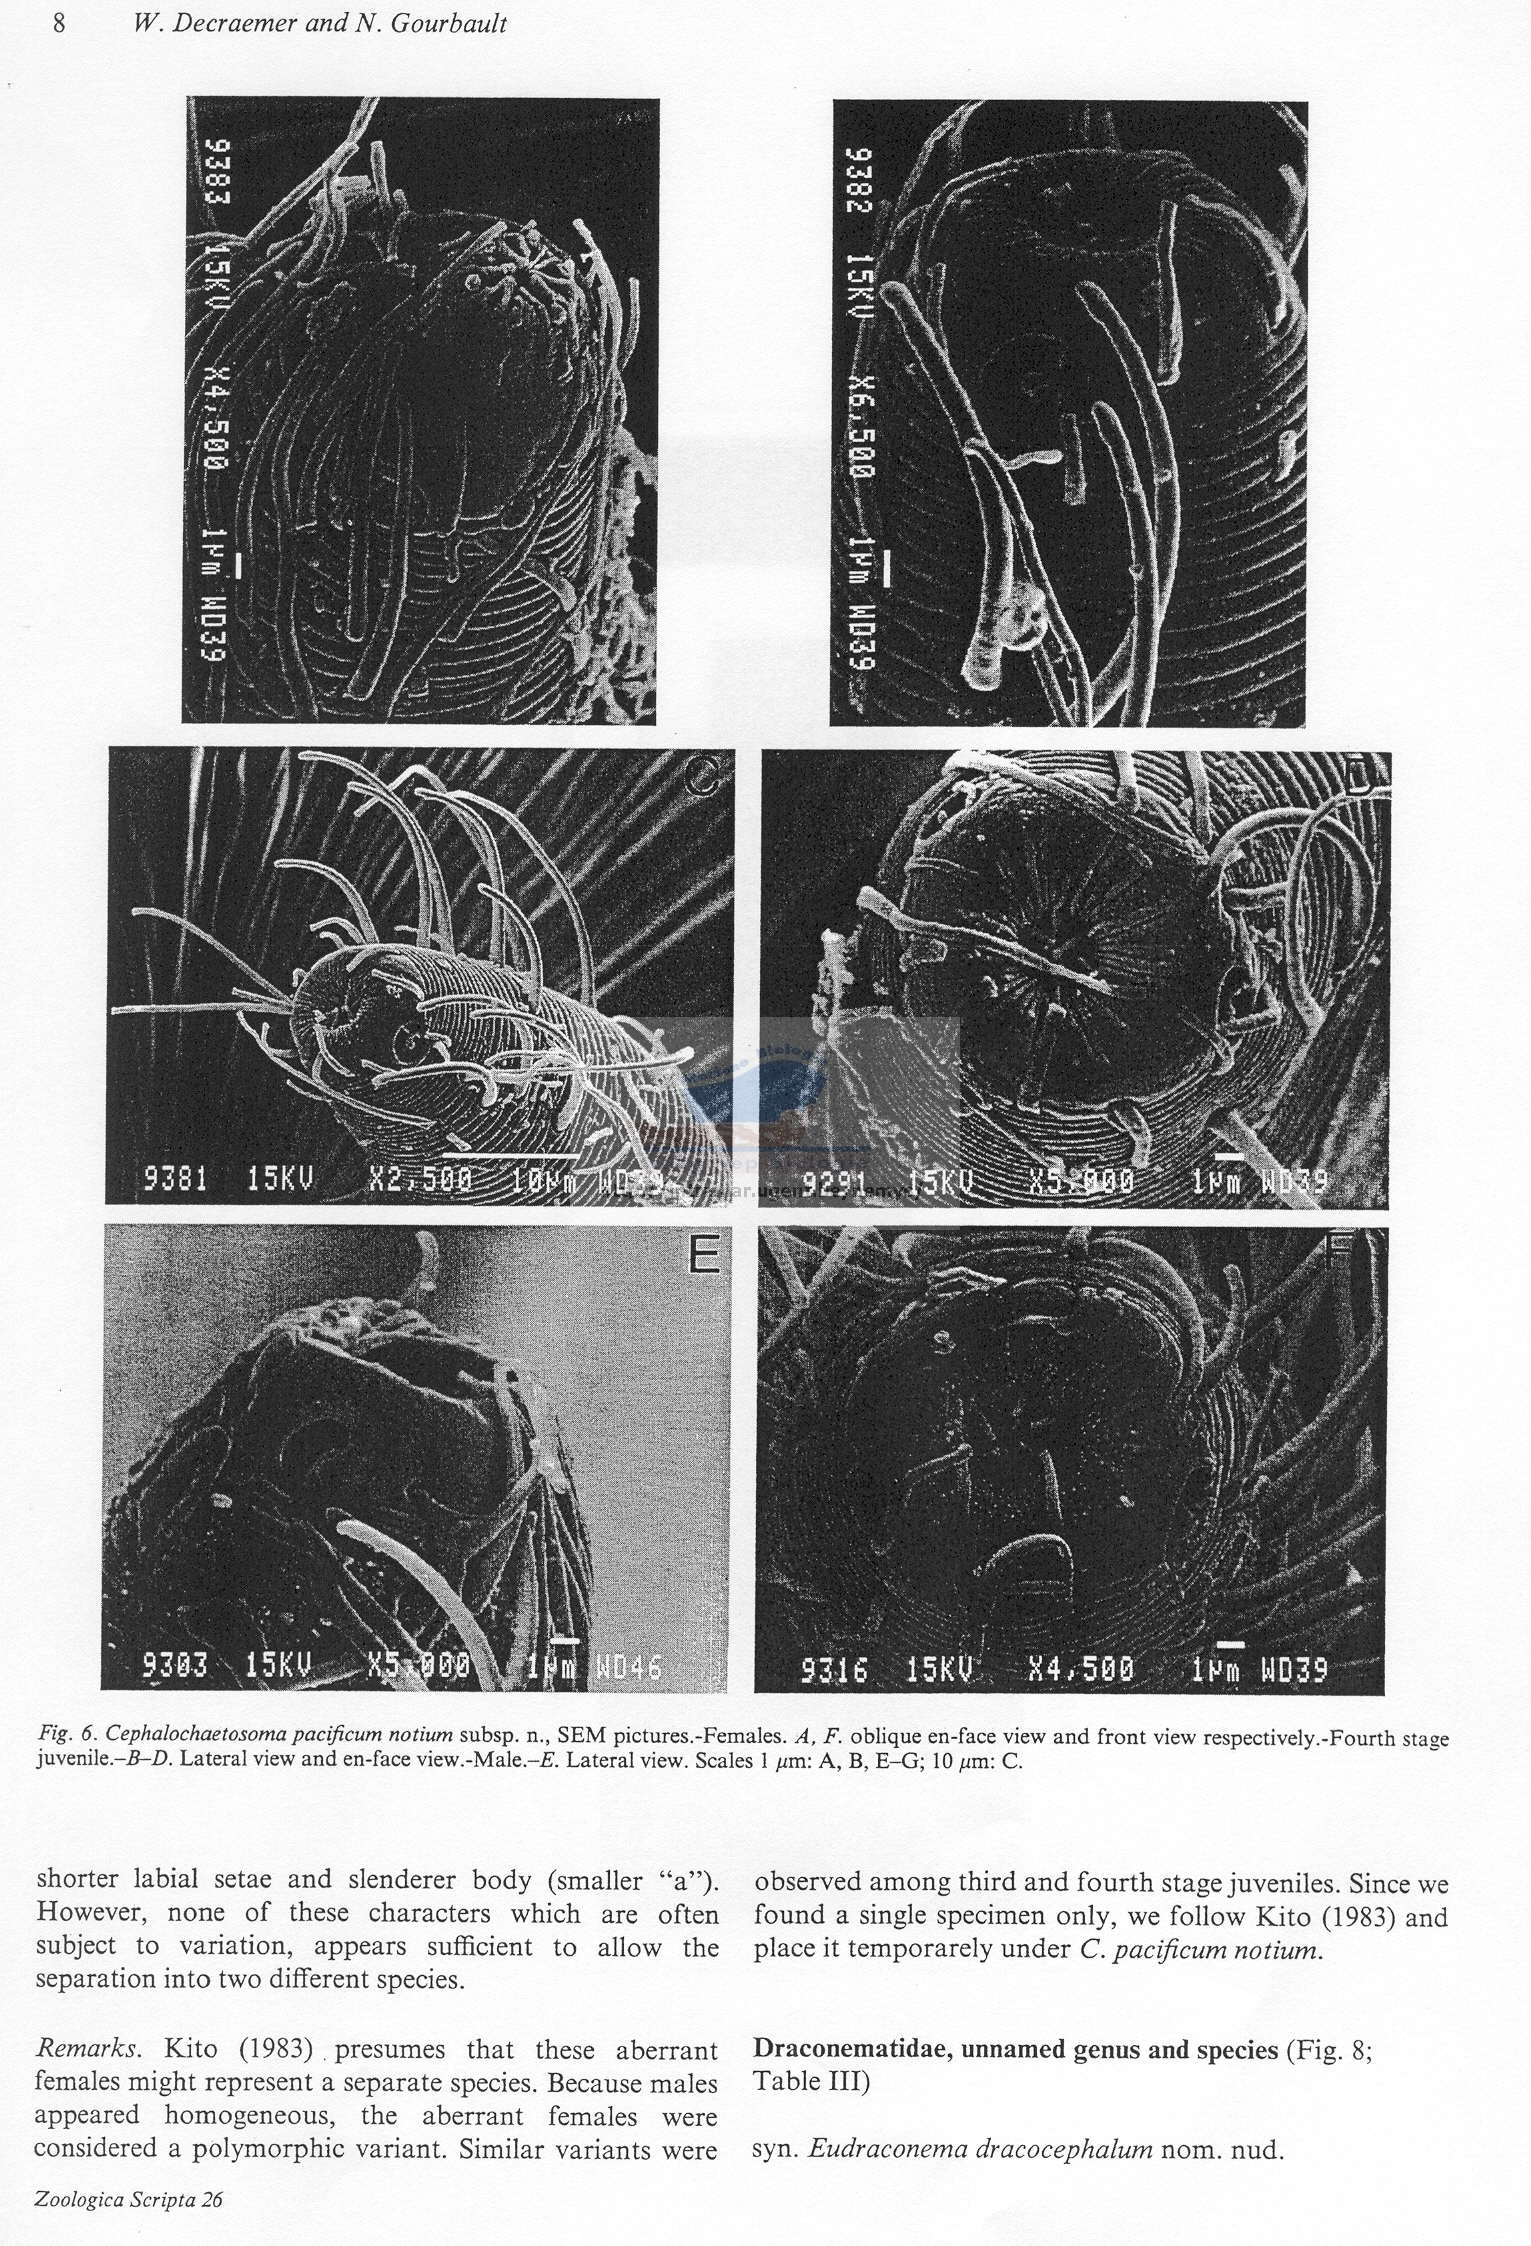 8 W. Decraemer and N. Gourbault
9383 15KV X4,500 1µm WD39
9382 15KV X6,500 1µm WD39
C
9381 15KV X2,500 10µm WD39
D
9291 15KV X5,000 1µm WD39
E
9303 15KV X5,000 1µm WD46
F
9316 15KV X4,500 1µm WD39
Fig. 6. Cephalochaetosoma pacificum notium subsp. n., SEM pictures.-Females. A, F. oblique en-face view and front view respectively.-Fourth stage
juvenile.–B–D. Lateral view and en-face view.-Male.–E. Lateral view. Scales 1 µm: A, B, E–G; 10 µm: C.
shorter labial setae and slenderer body (smaller “a”).
However, none of these characters which are often
subject to variation, appears sufficient to allow the
separation into two different species.
Remarks. Kito (1983) presumes that these aberrant
females might represent a separate species. Because males
appeared homogeneous, the aberrant females were
considered a polymorphic variant. Similar variants were
observed among third and fourth stage juveniles. Since we
found a single specimen only, we follow Kito (1983) and
place it temporarely under C. pacificum notium.
Draconematidae, unnamed genus and species (Fig. 8;
Table III)
syn. Eudraconema dracocephalum nom. nud.
Zoologica Scripta 26